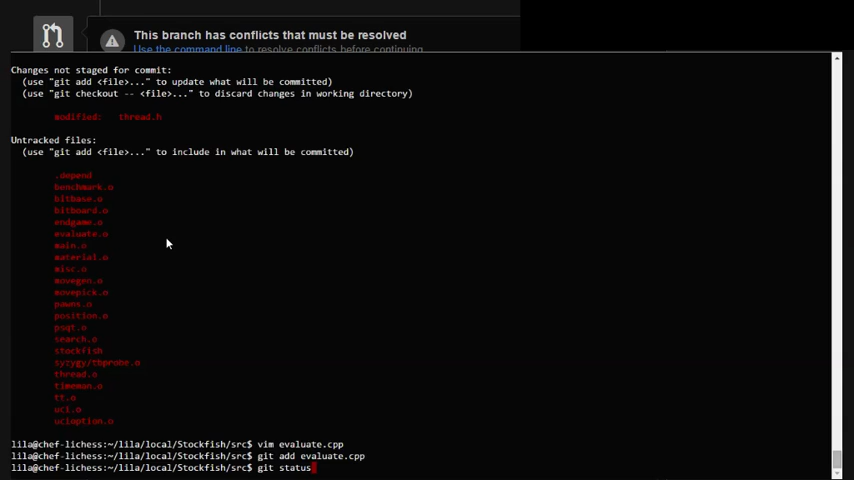 This branch has conflicts that must be resolved
Use the command line to resolve conflicts before continuing.
Changes not staged for commit:
(use "git add <file>..." to update what will be committed)
(use "git checkout -- <file>..." to discard changes in working directory)
modified: thread.h
Untracked files:
(use "git add <file>..." to include in what will be committed)
.depend
benchmark.o
bitbase.o
bitboard.o
endgame.o
evaluate.o
main.o
material.o
misc.o
movegen.o
movepick.o
pawns.o
position.o
psqt.o
search.o
stockfish
syzygy/tbprobe.o
thread.o
timeman.o
tt.o
uci.o
ucioption.o
lila@chef-lichess:~/lila/local/Stockfish/src$ vim evaluate.cpp
lila@chef-lichess:~/lila/local/Stockfish/src$ git add evaluate.cpp
lila@chef-lichess:~/lila/local/Stockfish/src$ git status